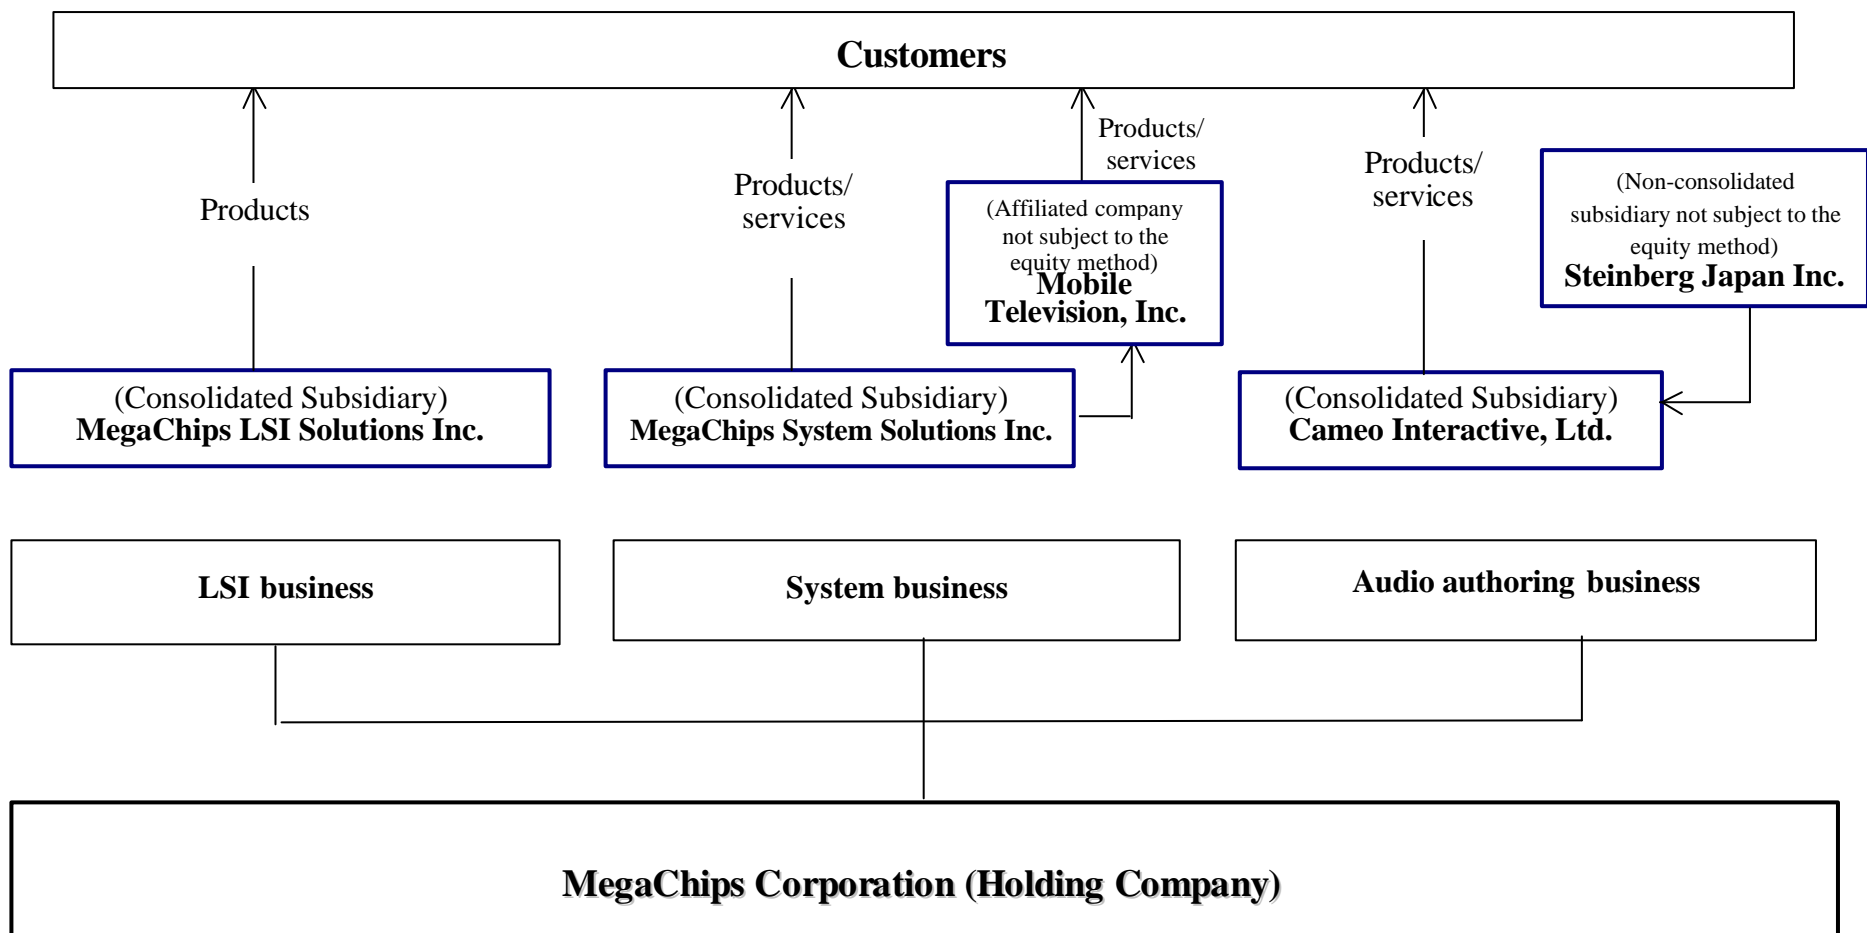 Customers
Products
Products/
services
Products/
services
(Affiliated company
not subject to the
equity method)
Mobile
Television, Inc.
Products/
services
(Non-consolidated
subsidiary not subject to the
equity method)
Steinberg Japan Inc.
(Consolidated Subsidiary)
MegaChips LSI Solutions Inc.
(Consolidated Subsidiary)
MegaChips System Solutions Inc.
(Consolidated Subsidiary)
Cameo Interactive, Ltd.
LSI business
System business
Audio authoring business
MegaChips Corporation (Holding Company)